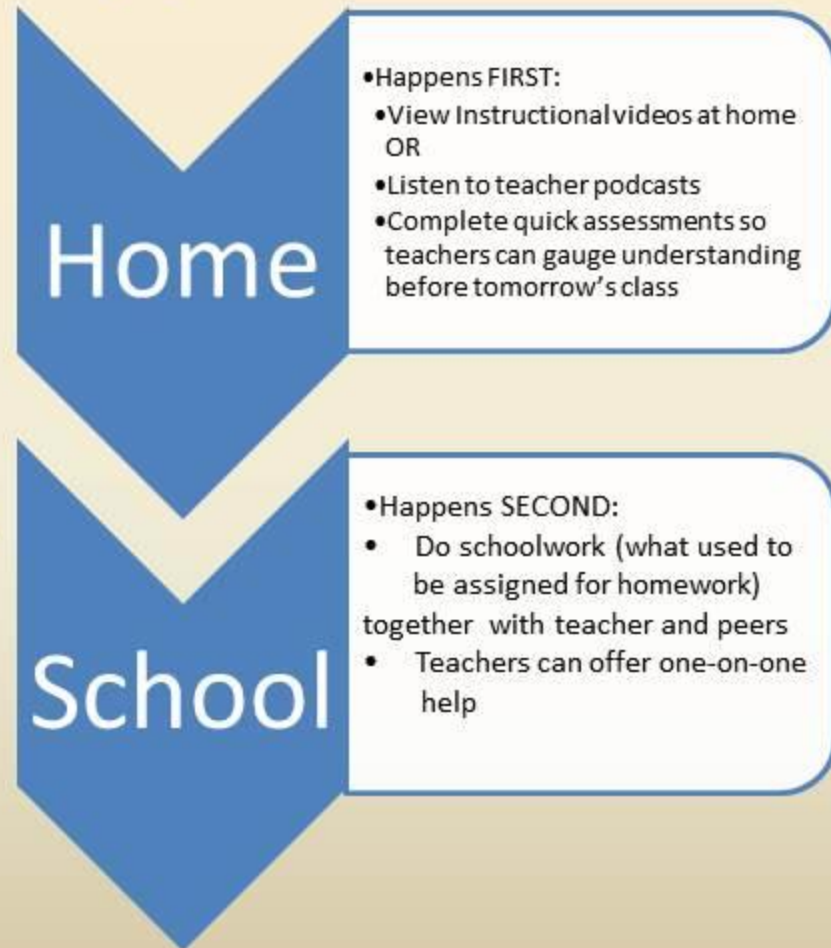 Home
•Happens FIRST:
•View Instructional videos at home
OR
•Listen to teacher podcasts
•Complete quick assessments so
teachers can gauge understanding
before tomorrow's class
School
•Happens SECOND:
• Do schoolwork (what used to
be assigned for homework)
together with teacher and peers
• Teachers can offer one-on-one
help